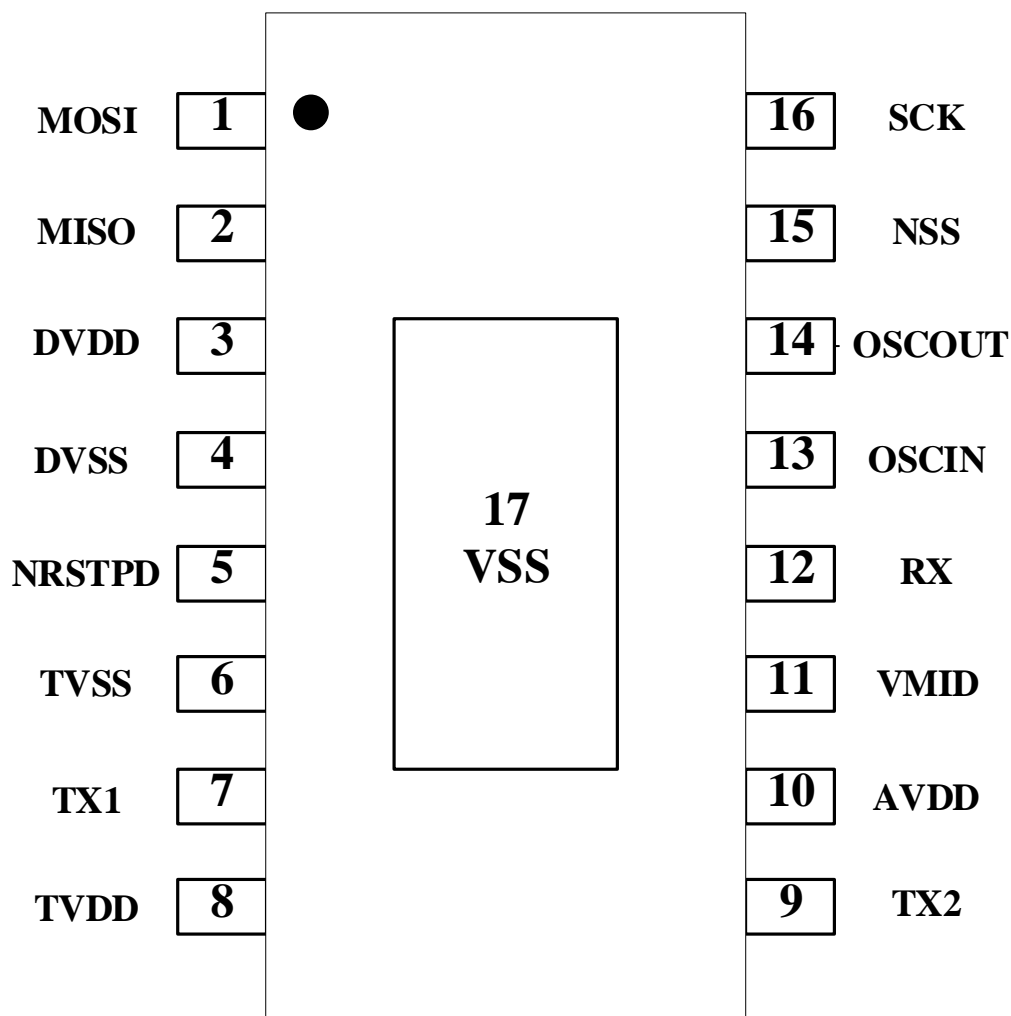 MOSI 1 16 SCK
MISO 2 15 NSS
DVDD 3 14 OSCOUT
DVSS 4 13 OSCIN
17
VSS
NRSTPD 5 12 RX
TVSS 6 11 VMID
TX1 7 10 AVDD
TVDD 8 9 TX2